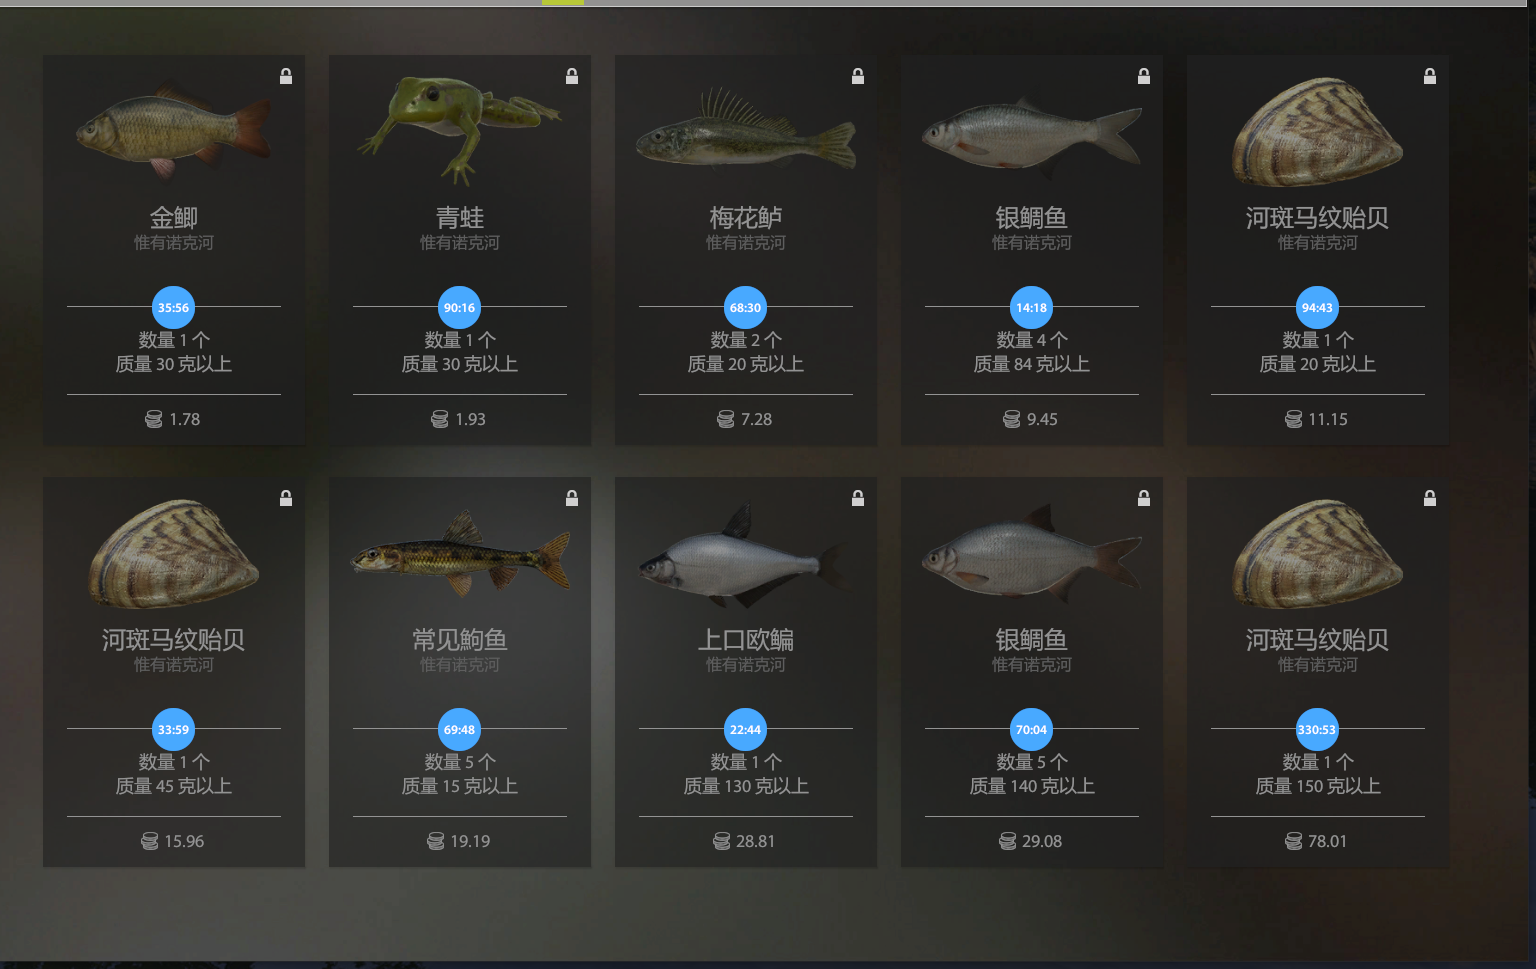 金鲫
惟有诺克河
35:56
数量 1 个
质量 30 克以上
1.78
青蛙
惟有诺克河
90:16
数量 1 个
质量 30 克以上
1.93
梅花鲈
惟有诺克河
68:30
数量 2 个
质量 20 克以上
7.28
银鲷鱼
惟有诺克河
14:18
数量 4 个
质量 84 克以上
9.45
河斑马纹贻贝
惟有诺克河
94:43
数量 1 个
质量 20 克以上
11.15
河斑马纹贻贝
惟有诺克河
33:59
数量 1 个
质量 45 克以上
15.96
常见鮈鱼
惟有诺克河
69:48
数量 5 个
质量 15 克以上
19.19
上口欧鳊
惟有诺克河
22:44
数量 1 个
质量 130 克以上
28.81
银鲷鱼
惟有诺克河
70:04
数量 5 个
质量 140 克以上
29.08
河斑马纹贻贝
惟有诺克河
330:53
数量 1 个
质量 150 克以上
78.01